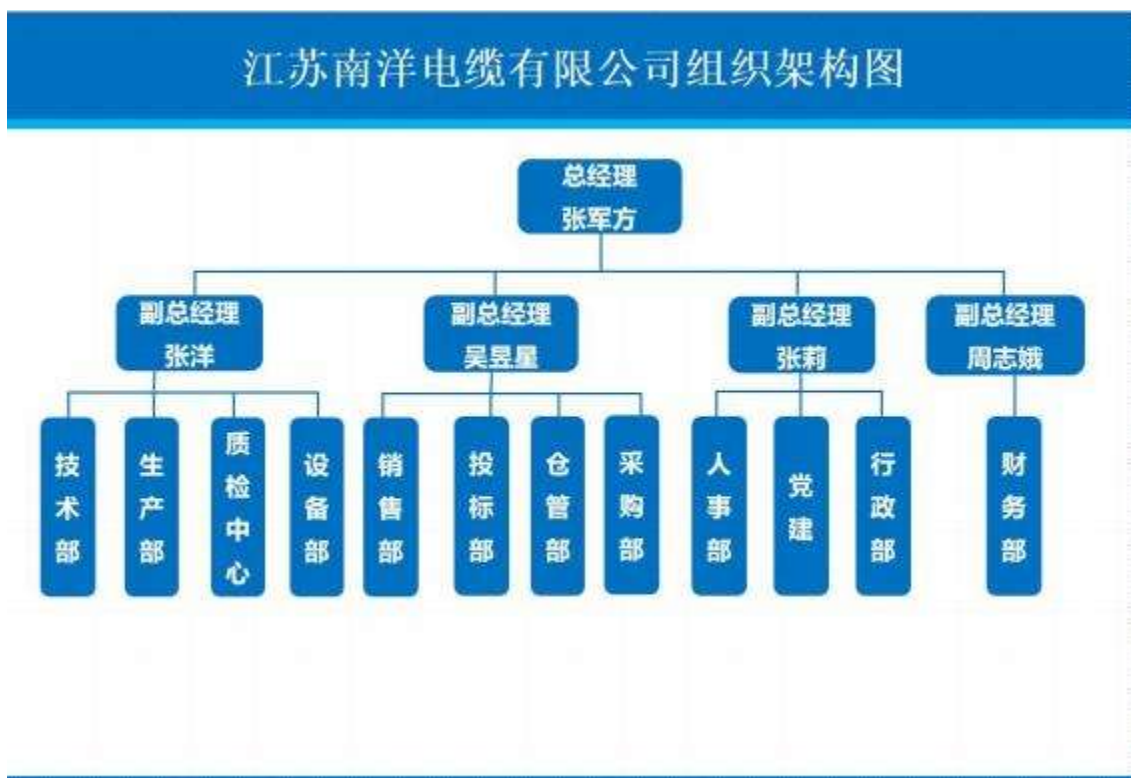 江苏南洋电缆有限公司组织架构图
总经理
张军方
副总经理
张洋
副总经理
吴昱星
副总经理
张莉
副总经理
周志娥
技术部
生产部
质检中心
设备部
销售部
投标部
仓管部
采购部
人事部
党建
行政部
财务部